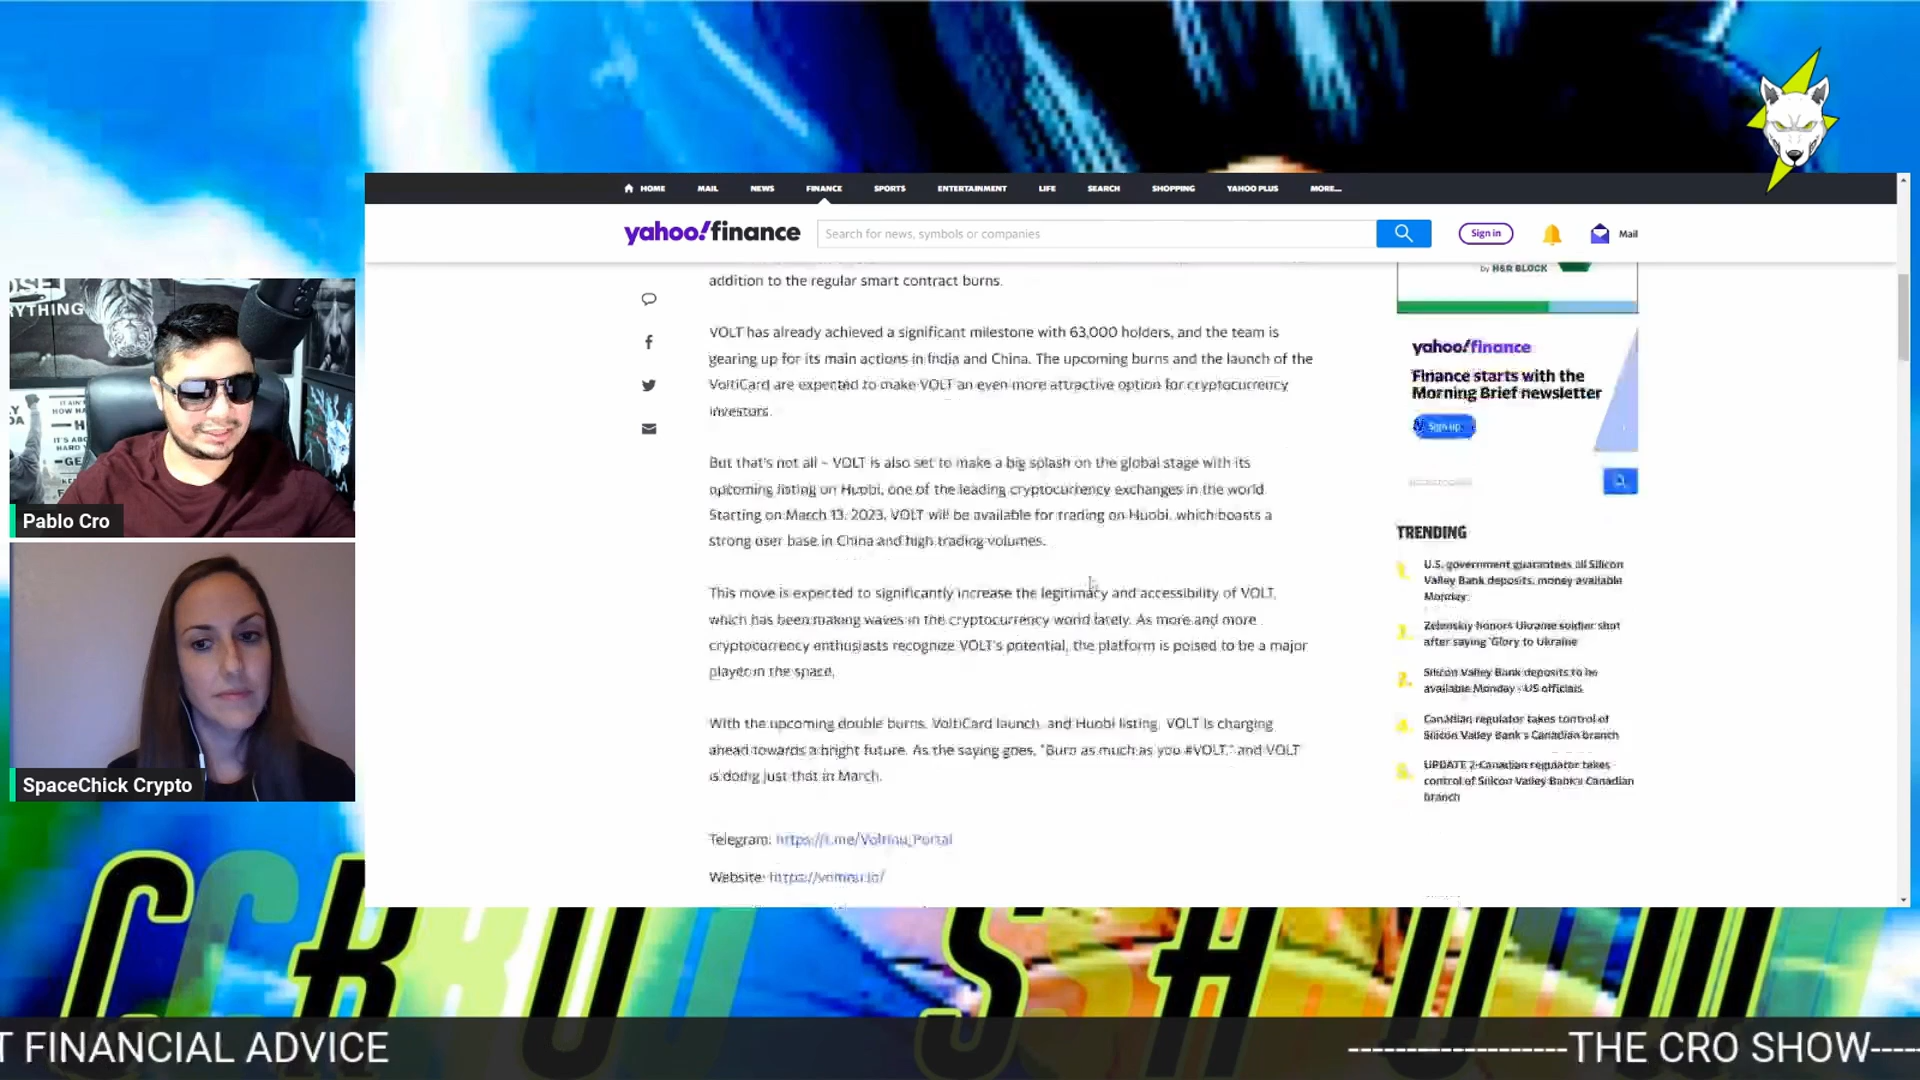 HOME MAIL NEWS FINANCE SPORTS ENTERTAINMENT LIFE SEARCH SHOPPING YAHOO PLUS MORE...
yahoo!finance
Search for news, symbols or companies
Sign in
Mail
addition to the regular smart contract burns.
VOLT has already achieved a significant milestone with 63,000 holders, and the team is
gearing up for its main actions in India and China. The upcoming burns and the launch of the
VoltiCard are expected to make VOLT an even more attractive option for cryptocurrency
investors.
But that's not all – VOLT is also set to make a big splash on the global stage with its
upcoming listing on Huobi, one of the leading cryptocurrency exchanges in the world
Starting on March 13, 2023, VOLT will be available for trading on Huobi, which boasts a
strong user base in China and high trading volumes.
This move is expected to significantly increase the legitimacy and accessibility of VOLT,
which has been making waves in the cryptocurrency world lately. As more and more
cryptocurrency enthusiasts recognize VOLT's potential, the platform is poised to be a major
player in the space.
With the upcoming double burns, VoltiCard launch, and Huobi listing, VOLT is charging
ahead towards a bright future. As the saying goes, "Burn as much as you #VOLT," and VOLT
is doing just that in March.
Telegram:
Website:
by H&R BLOCK
yahoo!finance
Finance starts with the
Morning Brief newsletter
Sign up
TRENDING
U.S. government guarantees all Silicon
Valley Bank deposits, money available
Monday
Zelenskiy honors Ukraine soldier shot
after saying 'Glory to Ukraine
Silicon Valley Bank deposits to be
available Monday - US officials
Canadian regulator takes control of
Silicon Valley Bank's Canadian branch
UPDATE 2-Canadian regulator takes
control of Silicon Valley Bank's Canadian
branch
Pablo Cro
SpaceChick Crypto
T FINANCIAL ADVICE
THE CRO SHOW